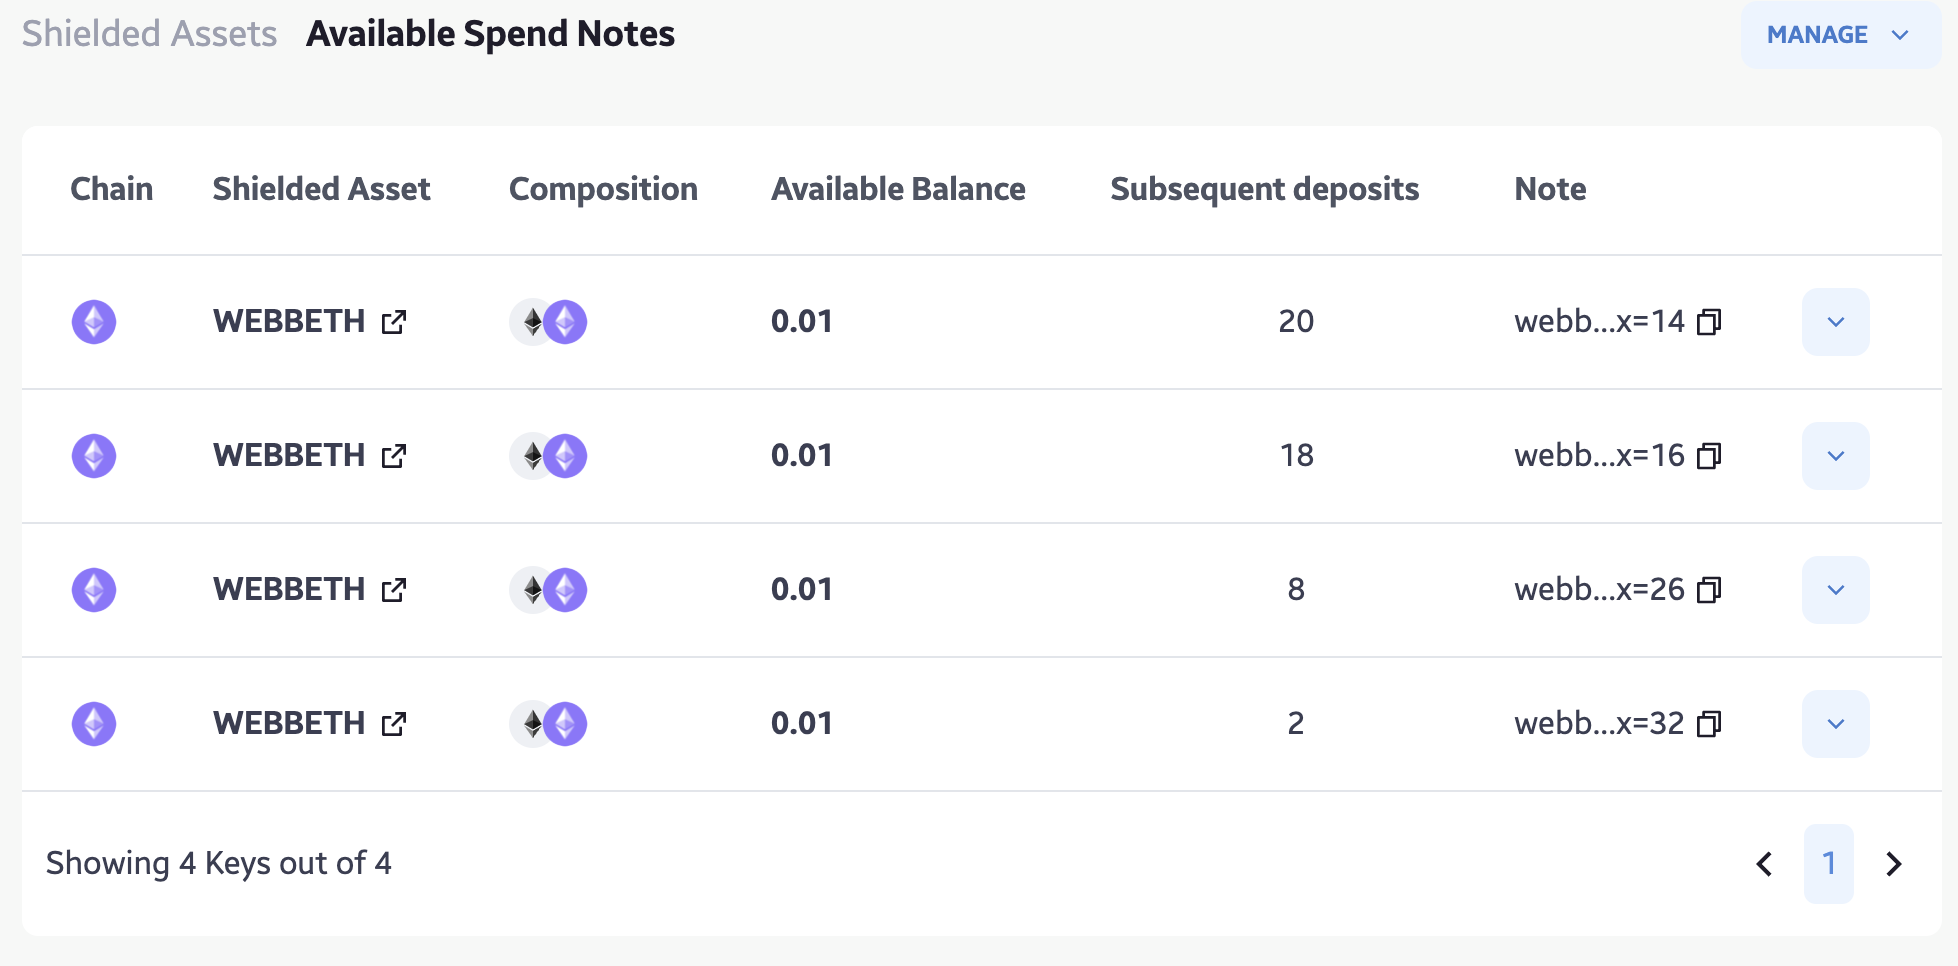 Shielded Assets Available Spend Notes MANAGE
Chain Shielded Asset Composition Available Balance Subsequent deposits Note
WEBBETH 0.01 20 webb...x=14
WEBBETH 0.01 18 webb...x=16
WEBBETH 0.01 8 webb...x=26
WEBBETH 0.01 2 webb...x=32
Showing 4 Keys out of 4 1